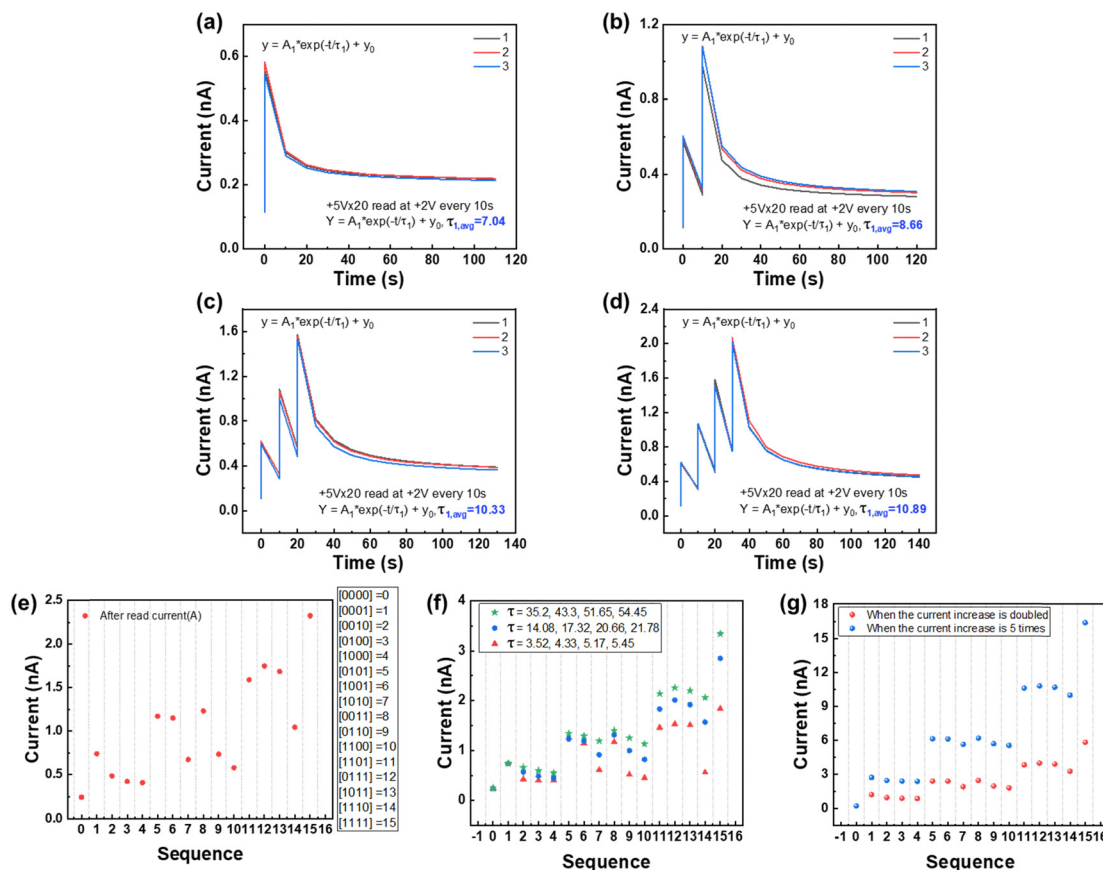 (a)
y = A1*exp(-t/τ1) + y0
1
2
3
0.6
0.4
0.2
0.0
Current (nA)
+5Vx20 read at +2V every 10s
Y = A1*exp(-t/τ1) + y0, τ1,avg=7.04
0 20 40 60 80 100 120
Time (s)
(b)
y = A1*exp(-t/τ1) + y0
1
2
3
1.2
0.8
0.4
0.0
Current (nA)
+5Vx20 read at +2V every 10s
Y = A1*exp(-t/τ1) + y0, τ1,avg=8.66
0 20 40 60 80 100 120
Time (s)
(c)
y = A1*exp(-t/τ1) + y0
1
2
3
1.6
1.2
0.8
0.4
0.0
Current (nA)
+5Vx20 read at +2V every 10s
Y = A1*exp(-t/τ1) + y0, τ1,avg=10.33
0 20 40 60 80 100 120 140
Time (s)
(d)
y = A1*exp(-t/τ1) + y0
1
2
3
2.4
2.0
1.6
1.2
0.8
0.4
0.0
Current (nA)
+5Vx20 read at +2V every 10s
Y = A1*exp(-t/τ1) + y0, τ1,avg=10.89
0 20 40 60 80 100 120 140
Time (s)
(e)
After read current(A)
2.5
2.0
1.5
1.0
0.5
0.0
Current (nA)
0 1 2 3 4 5 6 7 8 9 10 11 12 13 14 15 16
Sequence
[0000] =0
[0001] =1
[0010] =2
[0100] =3
[1000] =4
[0101] =5
[1001] =6
[1010] =7
[0011] =8
[0110] =9
[1100] =10
[1101] =11
[0111] =12
[1011] =13
[1110] =14
[1111] =15
(f)
τ = 35.2, 43.3, 51.65, 54.45
τ = 14.08, 17.32, 20.66, 21.78
τ = 3.52, 4.33, 5.17, 5.45
4
3
2
1
0
Current (nA)
-1 0 1 2 3 4 5 6 7 8 9 10 11 12 13 14 15 16
Sequence
(g)
When the current increase is doubled
When the current increase is 5 times
18
15
12
9
6
3
0
Current (nA)
-1 0 1 2 3 4 5 6 7 8 9 10 11 12 13 14 15 16
Sequence